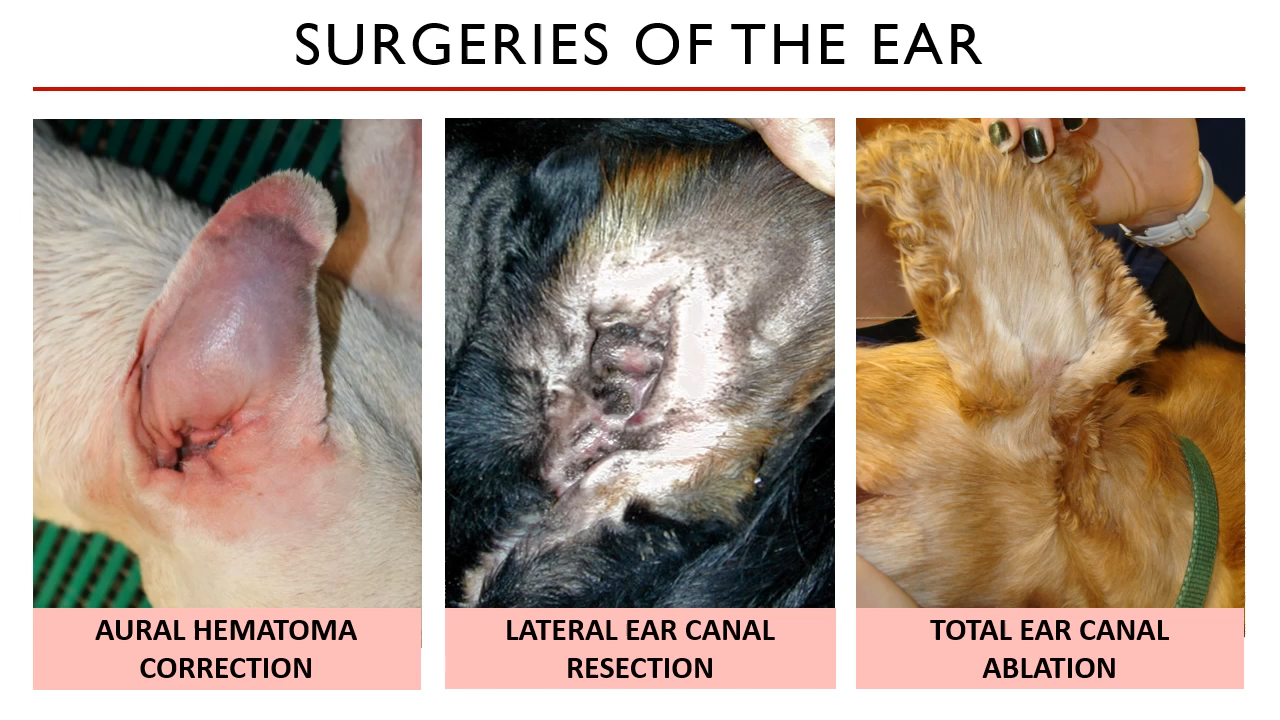 SURGERIES OF THE EAR
AURAL HEMATOMA
CORRECTION
LATERAL EAR CANAL
RESECTION
TOTAL EAR CANAL
ABLATION